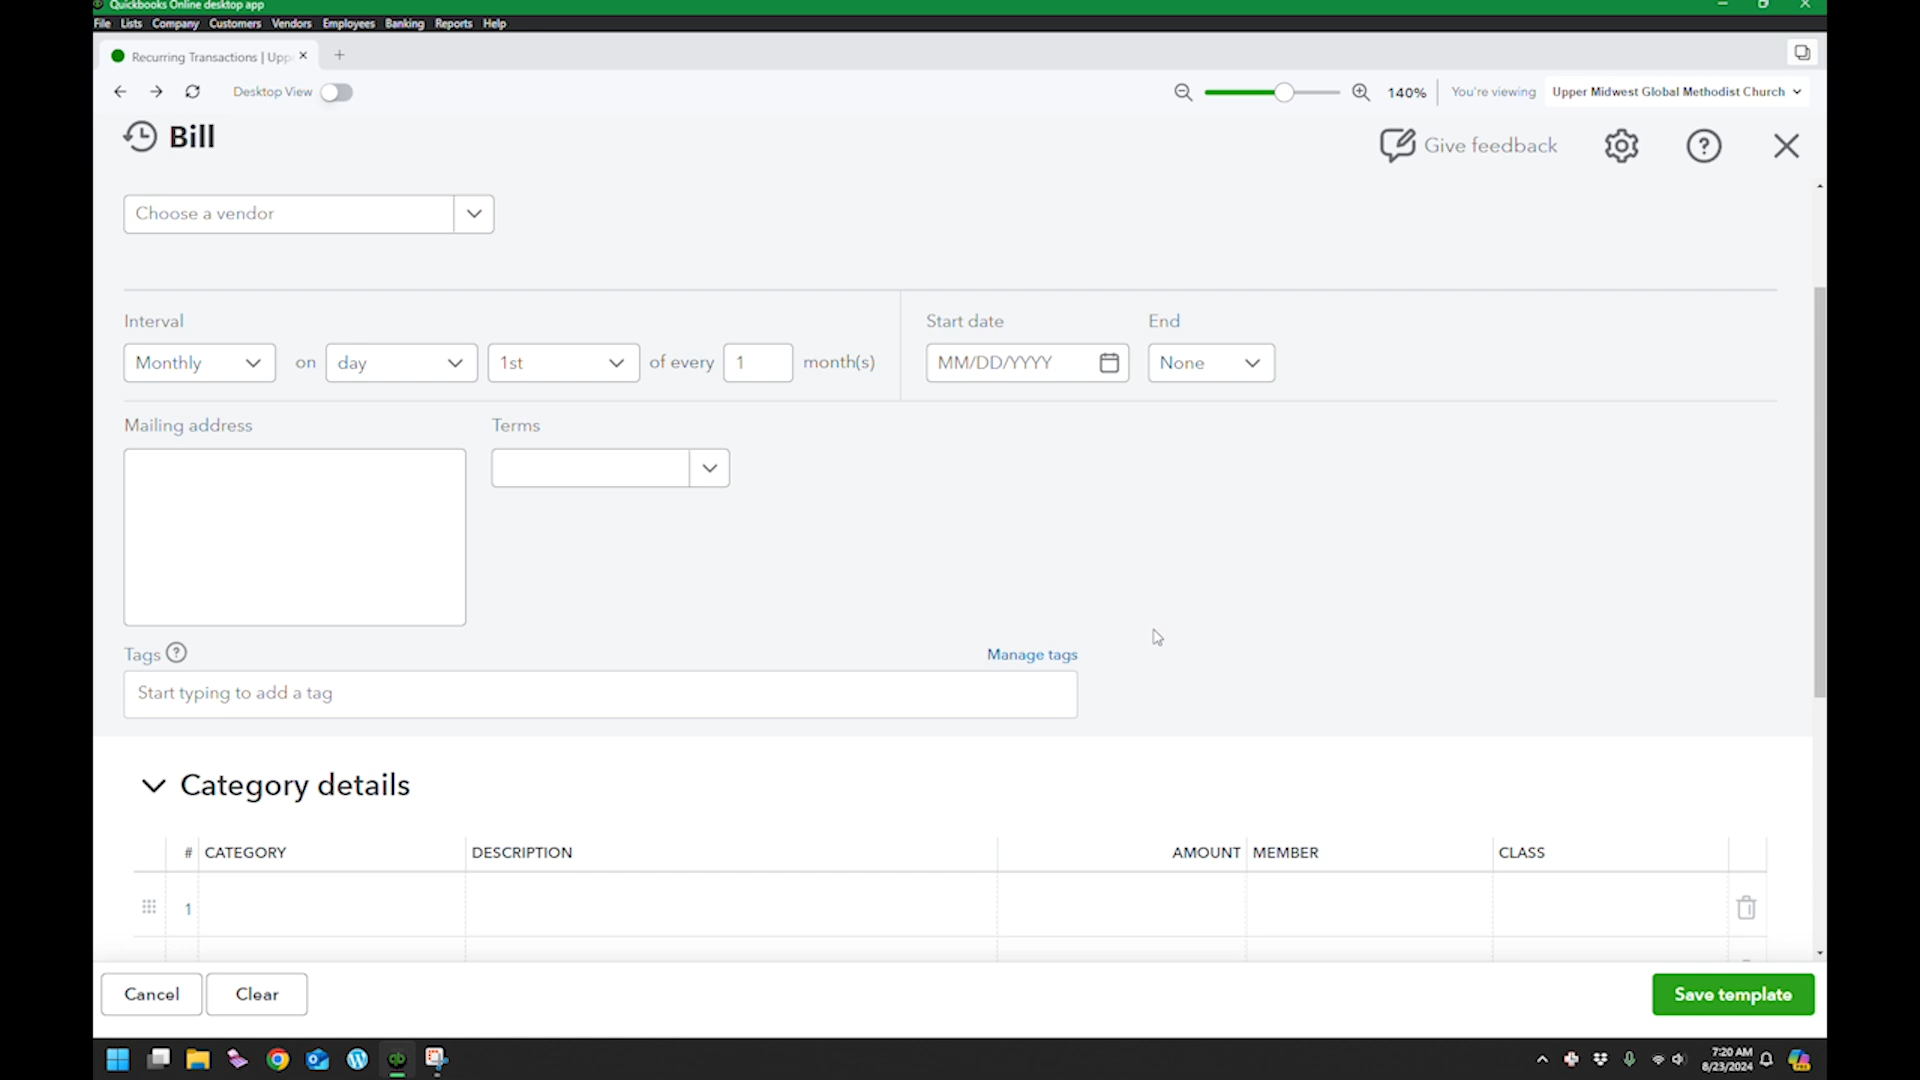 Quickbooks Online desktop app
File Lists Company Customers Vendors Employees Banking Reports Help
Recurring Transactions | Upp
Desktop View
140% You're viewing Upper Midwest Global Methodist Church
Bill
Give feedback
Choose a vendor
Interval Start date End
Monthly on day 1st of every 1 month(s) MM/DD/YYYY None
Mailing address Terms
Tags Manage tags
Start typing to add a tag
Category details
# CATEGORY DESCRIPTION AMOUNT MEMBER CLASS
1
Cancel Clear Save template
7:20 AM
8/23/2024